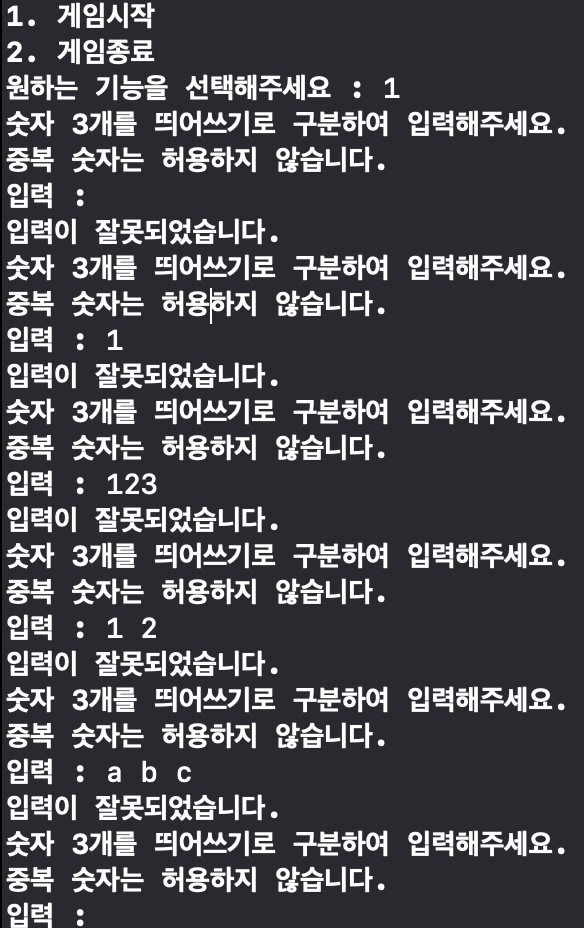 1. 게임시작
2. 게임종료
원하는 기능을 선택해주세요 : 1
숫자 3개를 띄어쓰기로 구분하여 입력해주세요.
중복 숫자는 허용하지 않습니다.
입력 :
입력이 잘못되었습니다.
숫자 3개를 띄어쓰기로 구분하여 입력해주세요.
중복 숫자는 허용하지 않습니다.
입력 : 1
입력이 잘못되었습니다.
숫자 3개를 띄어쓰기로 구분하여 입력해주세요.
중복 숫자는 허용하지 않습니다.
입력 : 123
입력이 잘못되었습니다.
숫자 3개를 띄어쓰기로 구분하여 입력해주세요.
중복 숫자는 허용하지 않습니다.
입력 : 1 2
입력이 잘못되었습니다.
숫자 3개를 띄어쓰기로 구분하여 입력해주세요.
중복 숫자는 허용하지 않습니다.
입력 : a b c
입력이 잘못되었습니다.
숫자 3개를 띄어쓰기로 구분하여 입력해주세요.
중복 숫자는 허용하지 않습니다.
입력 :